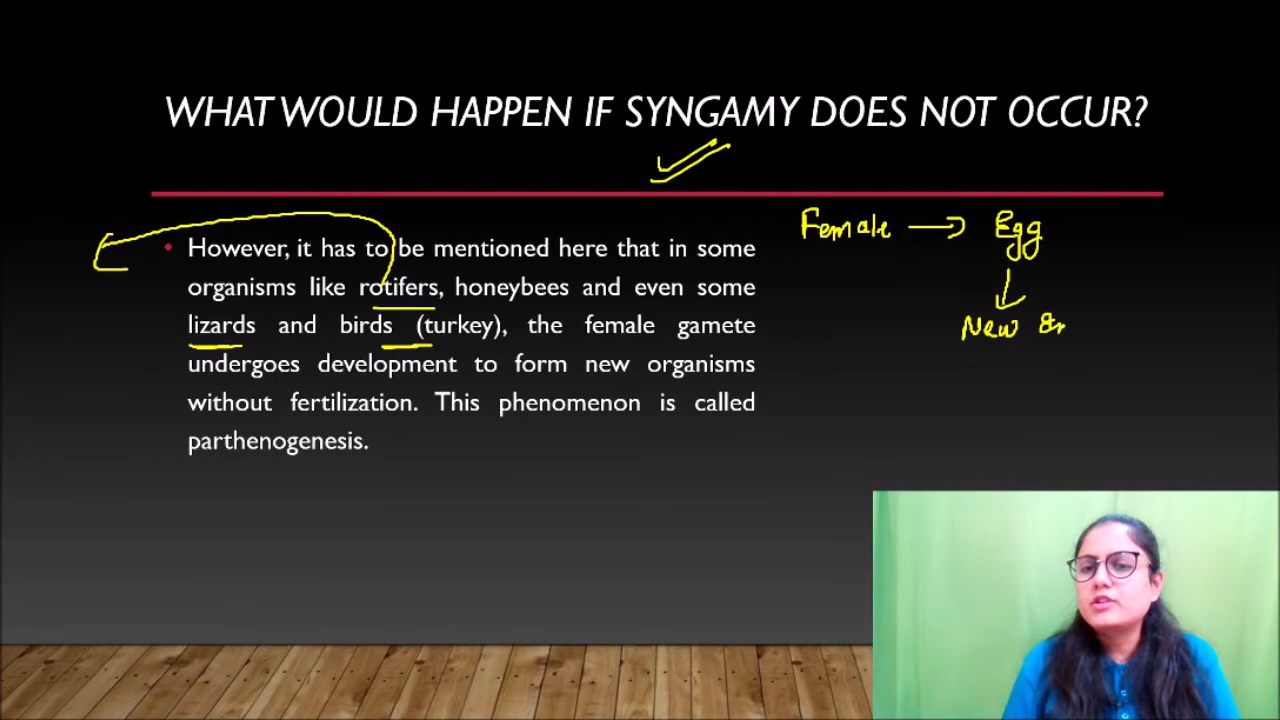 WHAT WOULD HAPPEN IF SYNGAMY DOES NOT OCCUR?
However, it has to be mentioned here that in some
organisms like rotifers, honeybees and even some
lizards and birds (turkey), the female gamete
undergoes development to form new organisms
without fertilization. This phenomenon is called
parthenogenesis.
Female → Egg
New